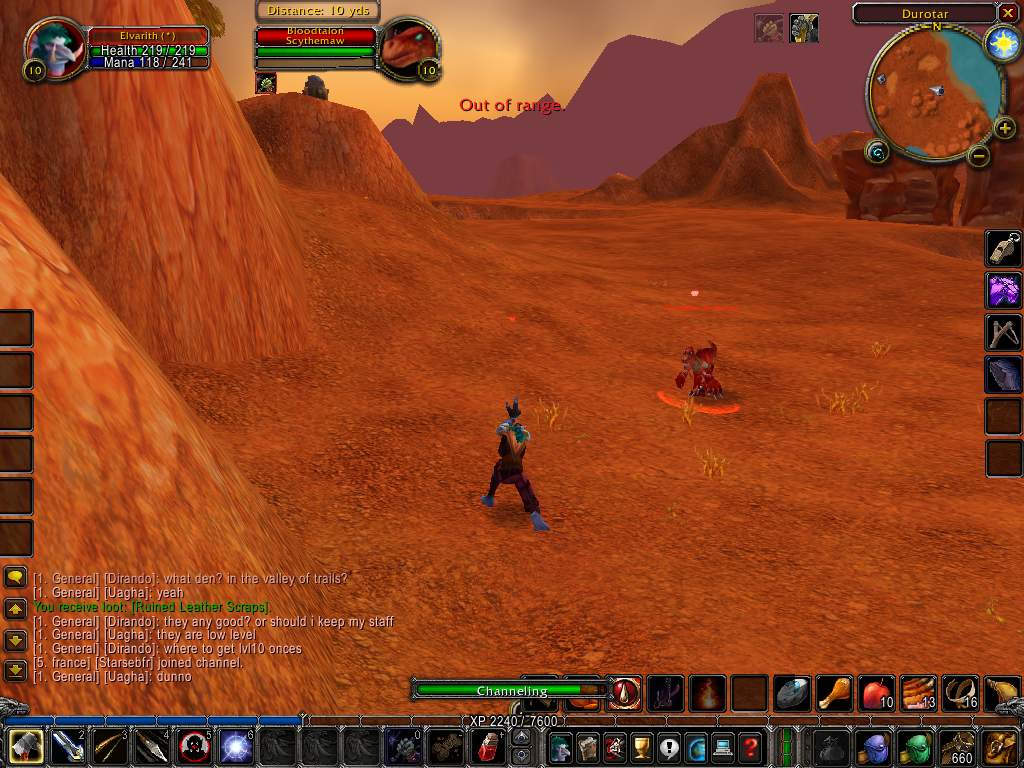 Distance: 10 yds
Elvarith (*)
Health 219 / 219
Mana 118 / 241
10
Bloodtalon
Scythemaw
10
Durotar
N
Out of range.
[1. General] [Dirando]: what den? in the valley of trails?
[1. General] [Uagha]: yeah
You receive loot: [Ruined Leather Scraps].
[1. General] [Dirando]: they any good? or should i keep my staff
[1. General] [Uagha]: they are low level
[1. General] [Dirando]: where to get lvl10 onces
[5. france] [Starsebfr] joined channel.
[1. General] [Uagha]: dunno
Channeling
10
13
16
XP 2240 / 7600
2
3
4
5
6
0
660